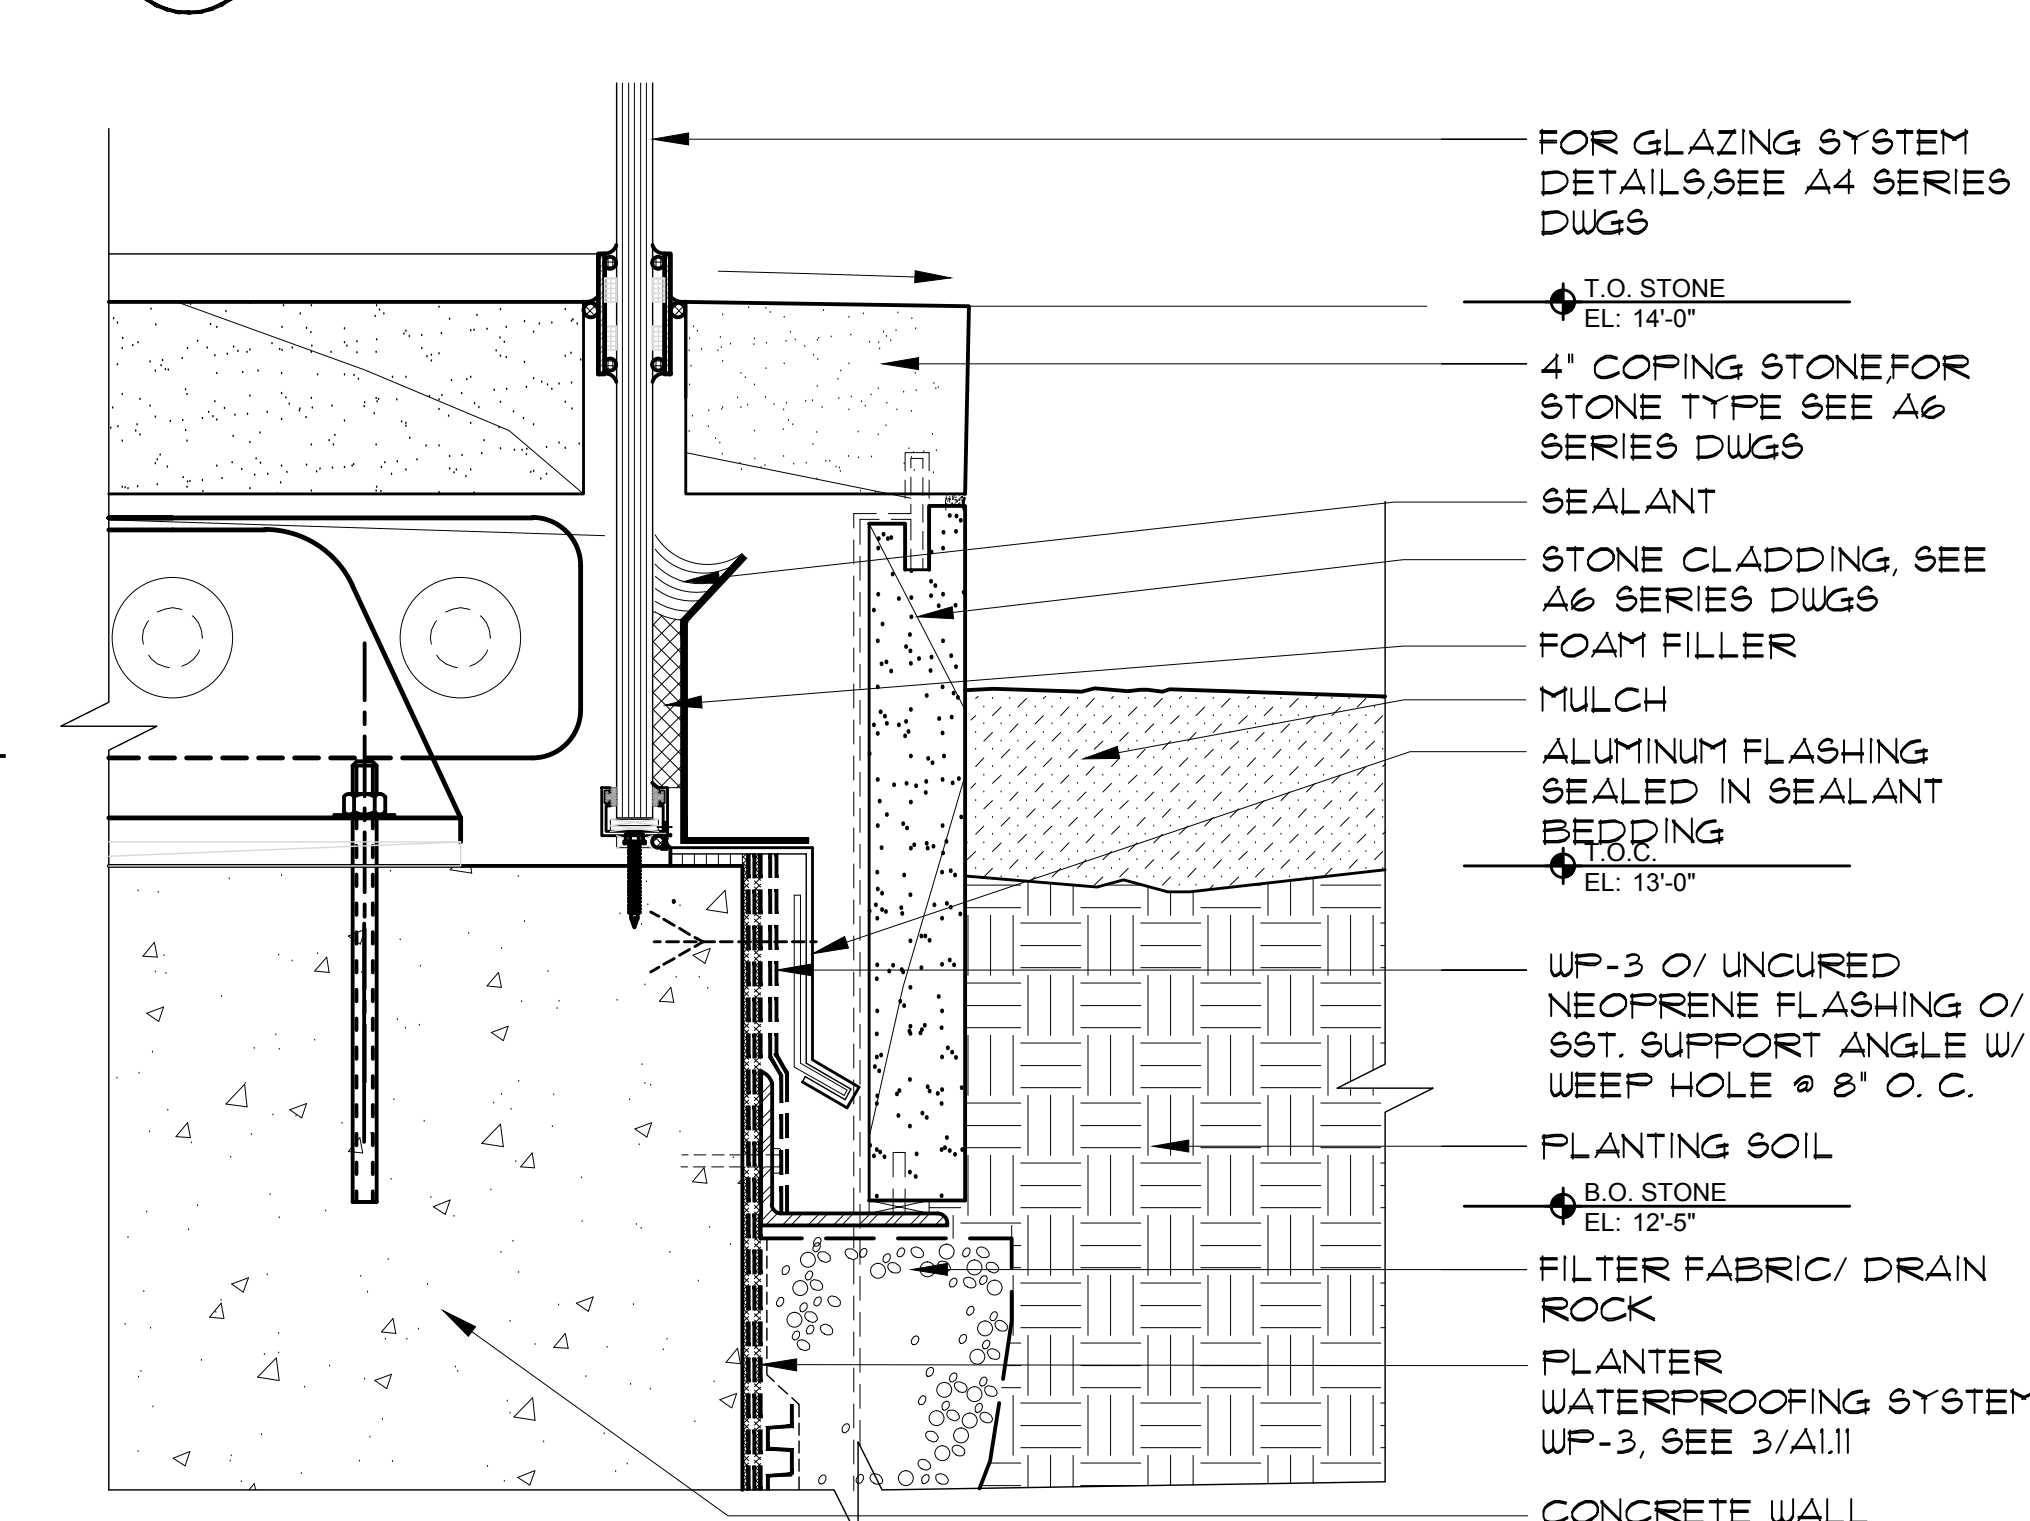 FOR GLAZING SYSTEM
DETAILS,SEE A4 SERIES
DWGS
T.O. STONE
EL: 14'-0"
4" COPING STONE,FOR
STONE TYPE SEE A6
SERIES DWGS
SEALANT
STONE CLADDING, SEE
A6 SERIES DWGS
FOAM FILLER
MULCH
ALUMINUM FLASHING
SEALED IN SEALANT
BEDDING
T.O.C.
EL: 13'-0"
WP-3 O/ UNCURED
NEOPRENE FLASHING O/
SST. SUPPORT ANGLE W/
WEEP HOLE @ 8" O. C.
PLANTING SOIL
B.O. STONE
EL: 12'-5"
FILTER FABRIC/ DRAIN
ROCK
PLANTER
WATERPROOFING SYSTEM
WP-3, SEE 3/A1.11
CONCRETE WALL